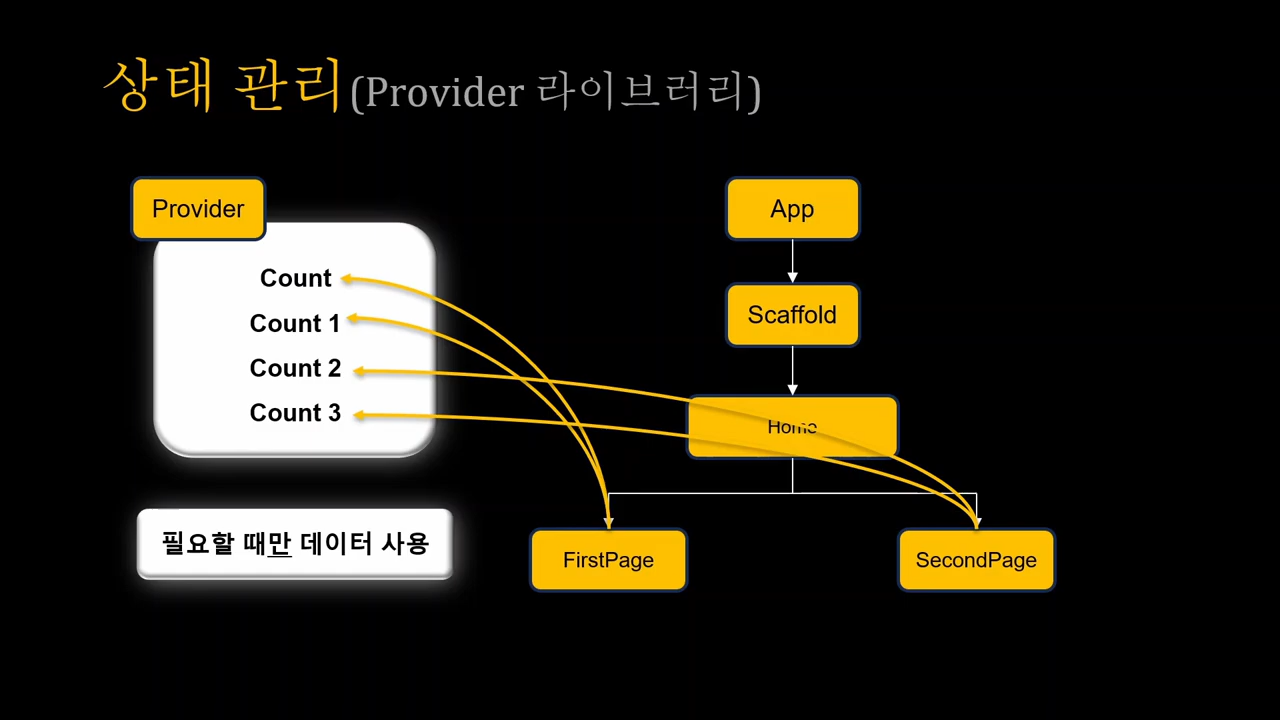 상태 관리(Provider 라이브러리)
Provider
Count
Count 1
Count 2
Count 3
필요할 때만 데이터 사용
App
Scaffold
Home
FirstPage
SecondPage